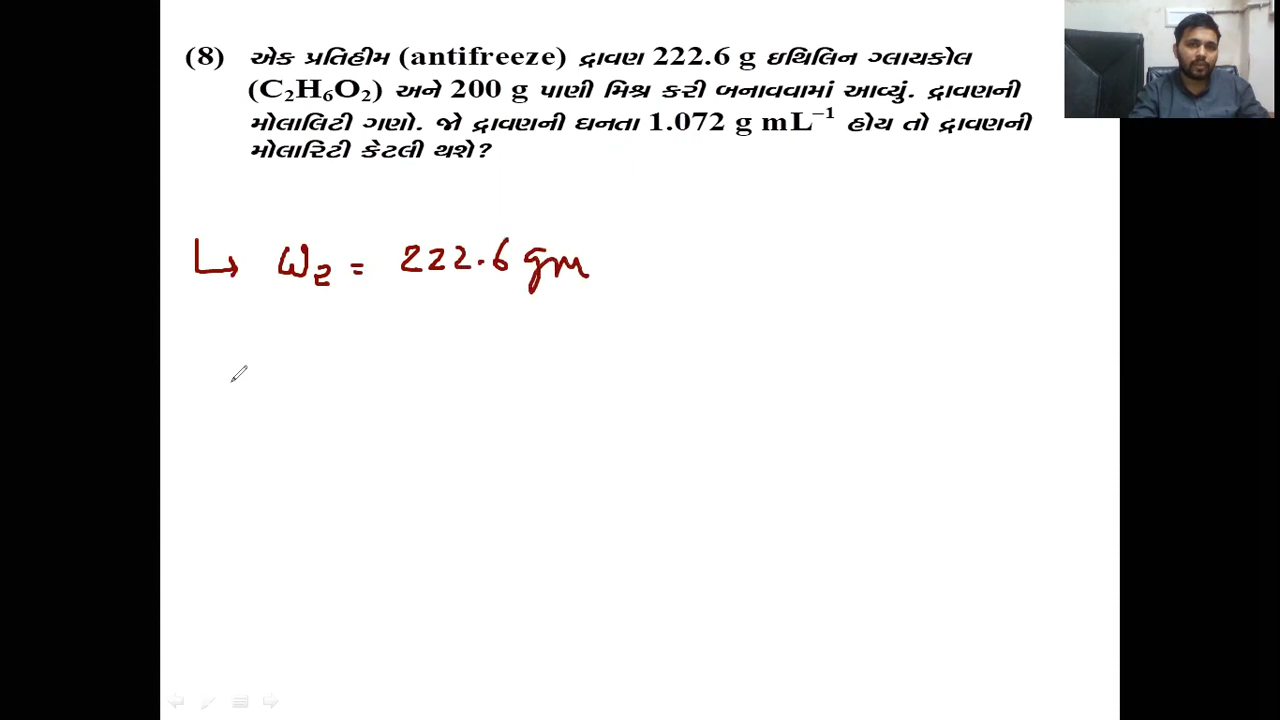 (8) એક પ્રતિહીમ (antifreeze) દ્રાવણ 222.6 g ઇથિલિન ગ્લાયકોલ
(C₂H₆O₂) અને 200 g પાણી મિશ્ર કરી બનાવવામાં આવ્યું. દ્રાવણની
મોલાલિટી ગણો. જો દ્રાવણની ઘનતા 1.072 g mL⁻¹ હોય તો દ્રાવણની
મોલારિટી કેટલી થશે?
↳ W₂ = 222.6 gm